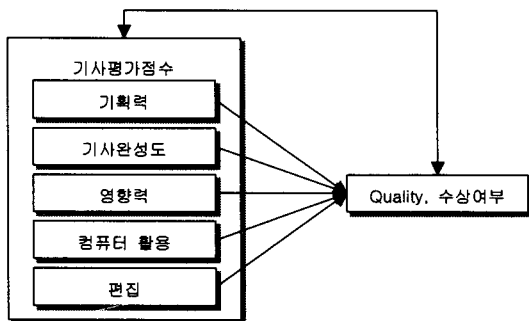 기사평가점수
기획력
기사완성도
영향력
컴퓨터 활용
편집
Quality, 수상여부